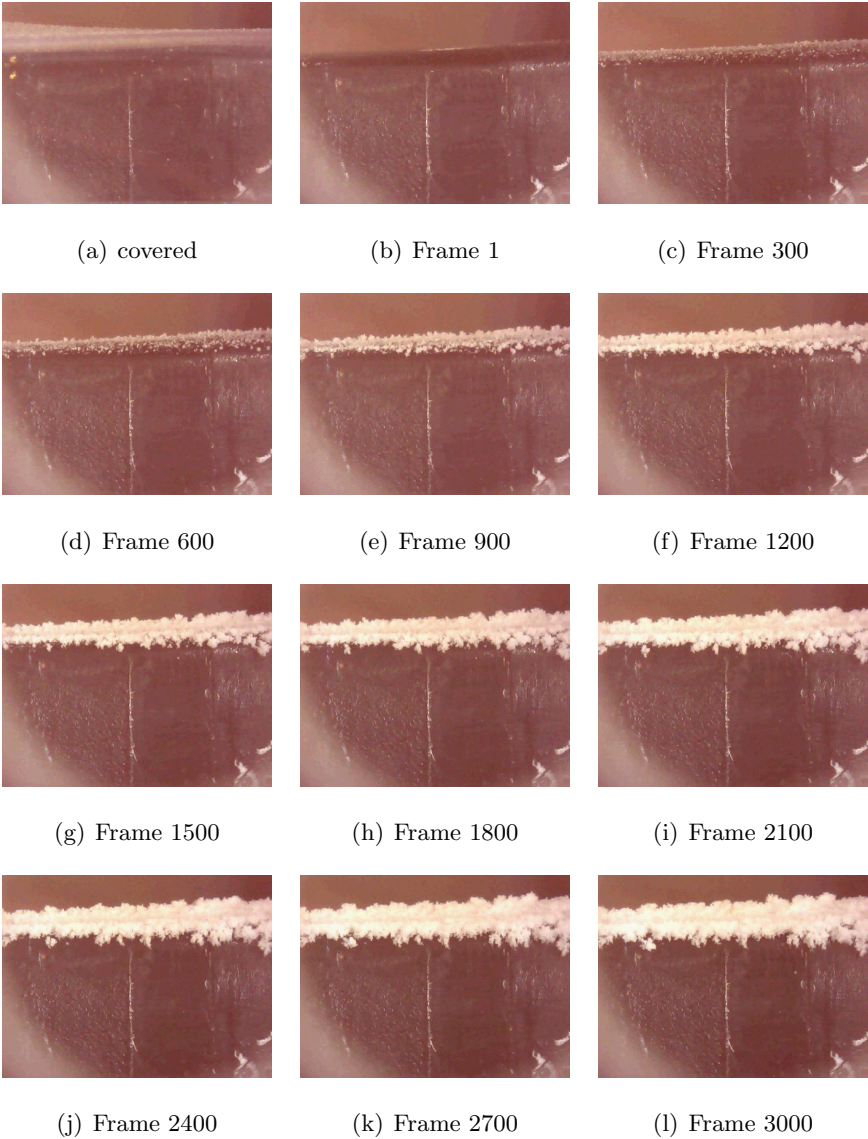 (a) covered
(b) Frame 1
(c) Frame 300
(d) Frame 600
(e) Frame 900
(f) Frame 1200
(g) Frame 1500
(h) Frame 1800
(i) Frame 2100
(j) Frame 2400
(k) Frame 2700
(l) Frame 3000